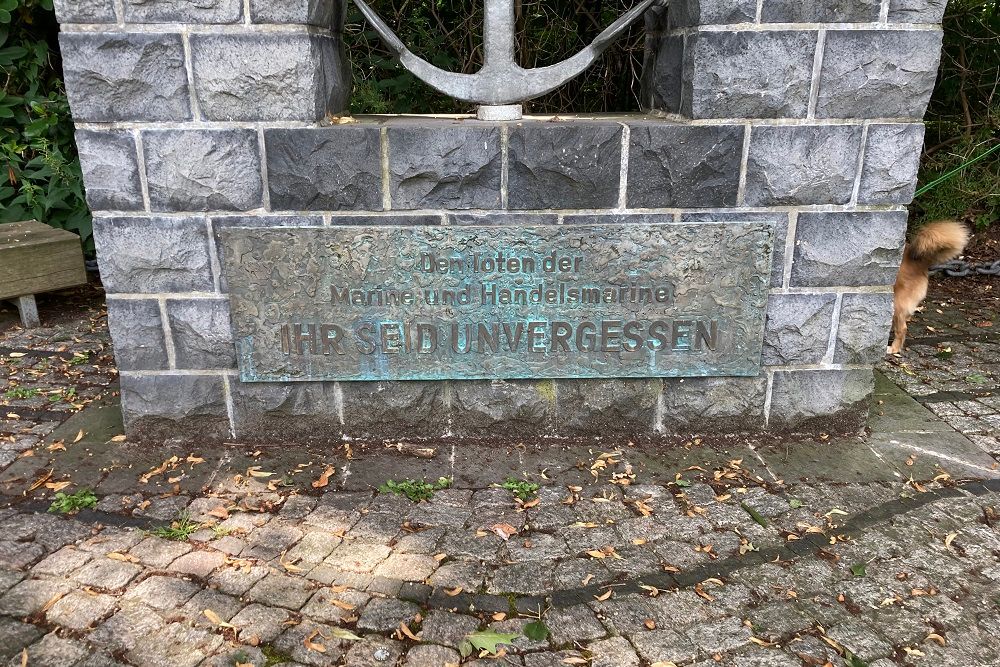 Den Toten der
Marine und Handelsmarine
IHR SEID UNVERGESSEN